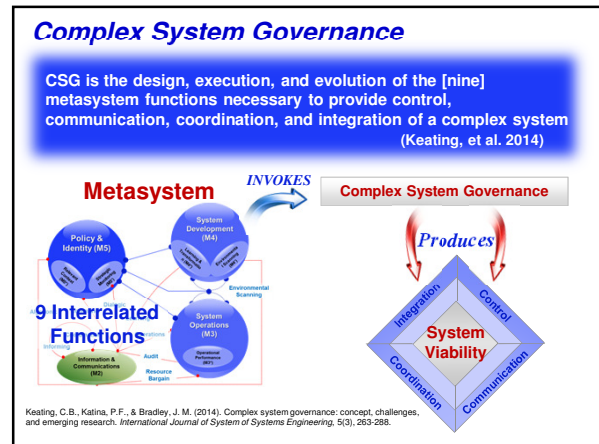 Complex System Governance
CSG is the design, execution, and evolution of the [nine]
metasystem functions necessary to provide control,
communication, coordination, and integration of a complex system
(Keating, et al. 2014)
Metasystem
INVOKES
Complex System Governance
System
Development
(M4)
Policy &
Identity (M5)
Produces
Environmental
Scanning
9 Interrelated
Functions
System
Operations
(M3)
Operational
Performance
Audit
Information &
Communications
(M2)
Resource
Bargain
Integration
Control
System
Viability
Coordination
Communication
Keating, C.B., Katina, P.F., & Bradley, J. M. (2014). Complex system governance: concept, challenges,
and emerging research. International Journal of System of Systems Engineering, 5(3), 263-288.